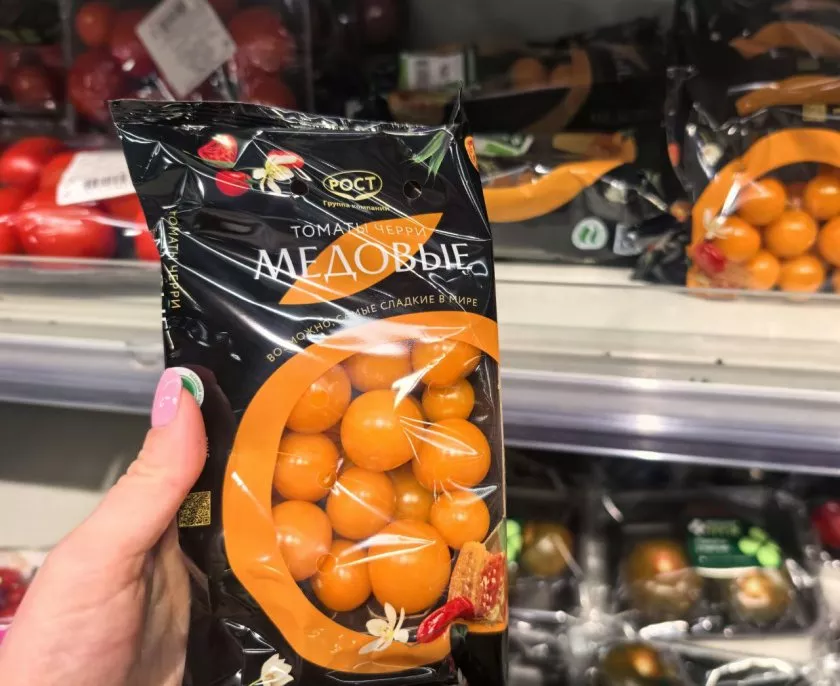 РОСТ
Группа компаний
ТОМАТЫ ЧЕРРИ
МЕДОВЫЕ
ВОЗМОЖНО, САМЫЕ СЛАДКИЕ В МИРЕ
ТОМАТЫ ЧЕРРИ